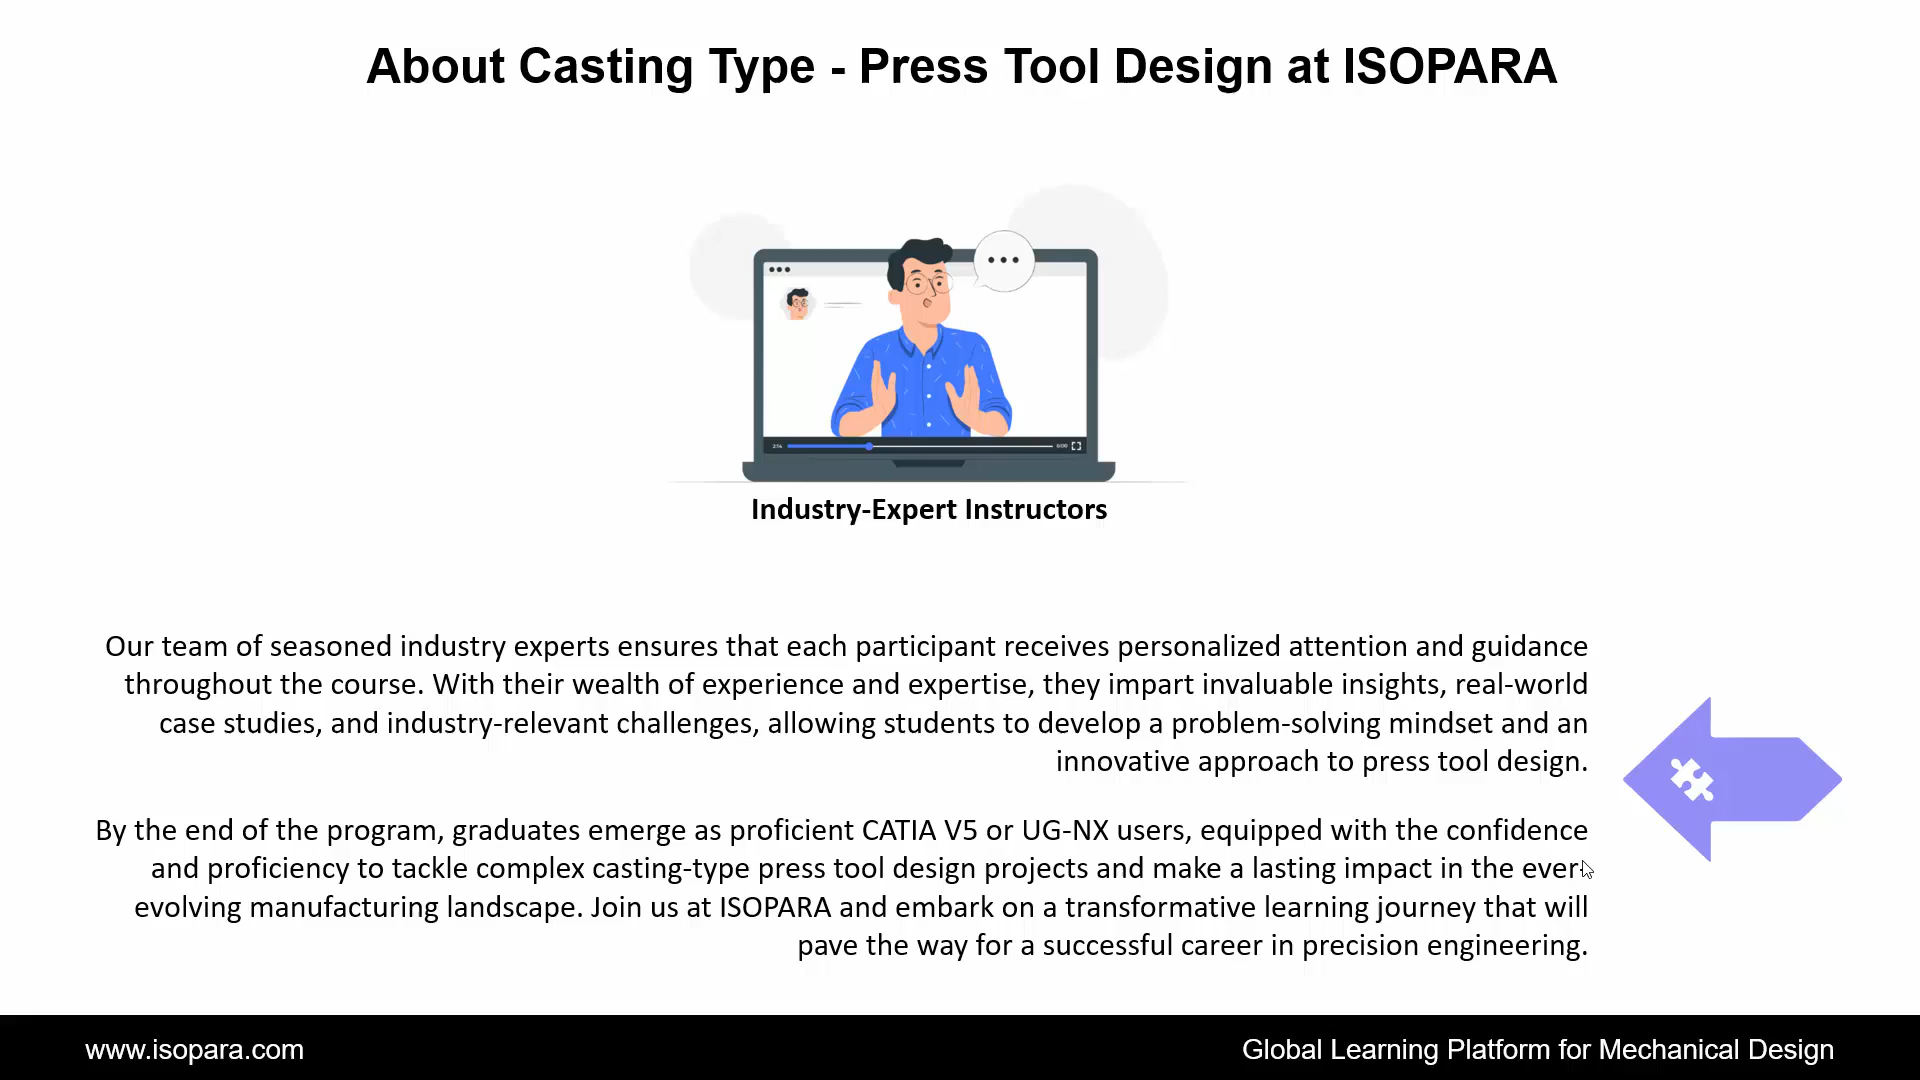 About Casting Type - Press Tool Design at ISOPARA
2:14
6:00
Industry-Expert Instructors
Our team of seasoned industry experts ensures that each participant receives personalized attention and guidance
throughout the course. With their wealth of experience and expertise, they impart invaluable insights, real-world
case studies, and industry-relevant challenges, allowing students to develop a problem-solving mindset and an
innovative approach to press tool design.
By the end of the program, graduates emerge as proficient CATIA V5 or UG-NX users, equipped with the confidence
and proficiency to tackle complex casting-type press tool design projects and make a lasting impact in the ever-
evolving manufacturing landscape. Join us at ISOPARA and embark on a transformative learning journey that will
pave the way for a successful career in precision engineering.
www.isopara.com
Global Learning Platform for Mechanical Design